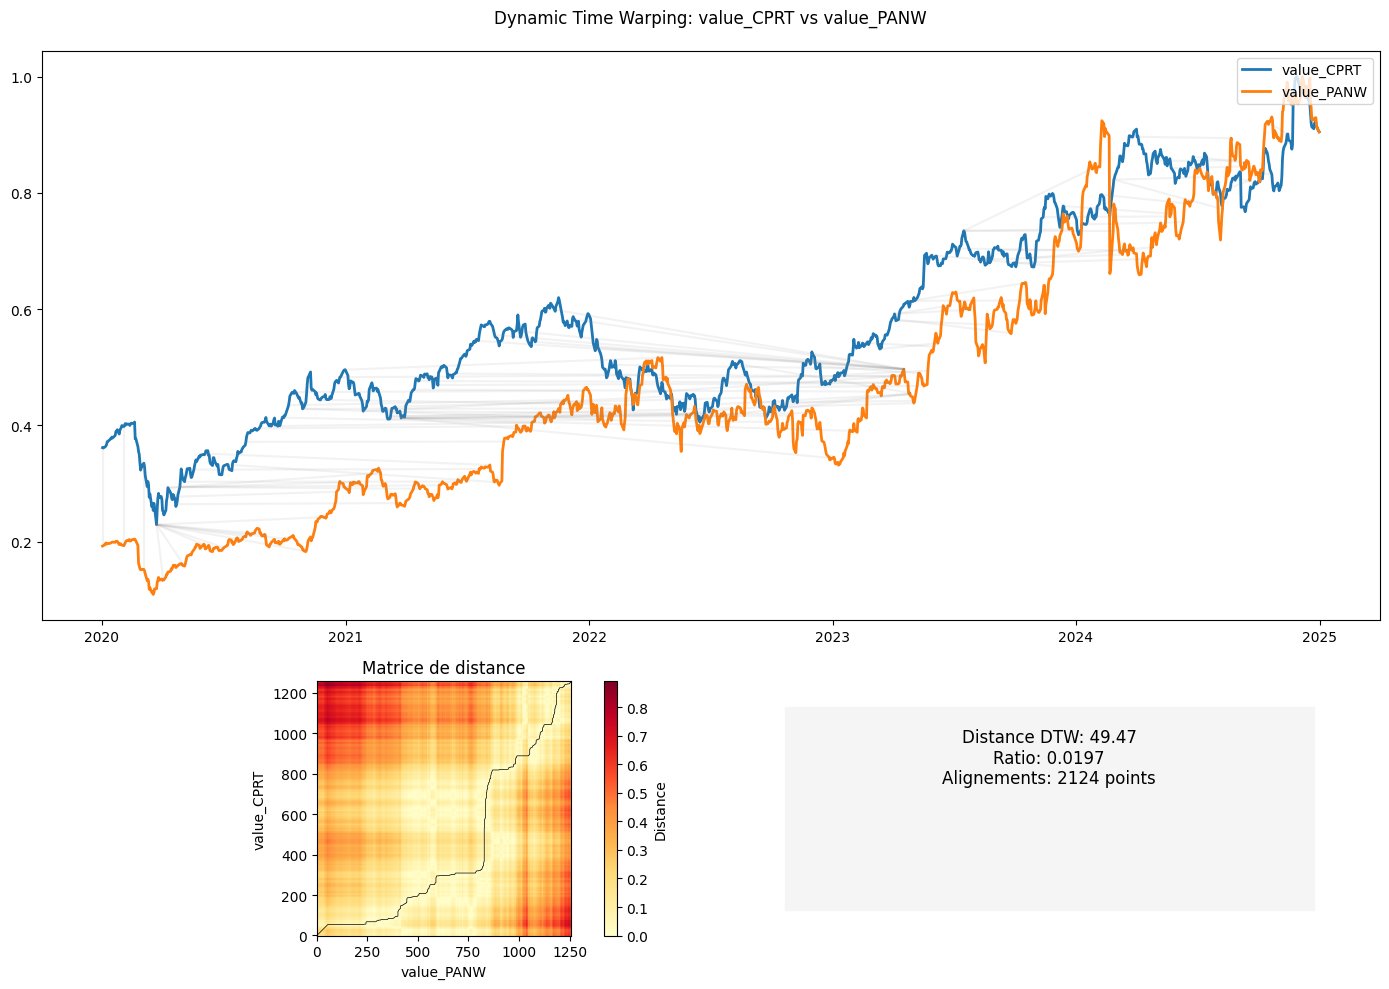 Dynamic Time Warping: value_CPRT vs value_PANW
value_CPRT
value_PANW
1.0
0.8
0.6
0.4
0.2
2020 2021 2022 2023 2024 2025
Matrice de distance
value_CPRT
1200
1000
800
600
400
200
0
0 250 500 750 1000 1250
value_PANW
0.8
0.7
0.6
0.5
0.4
0.3
0.2
0.1
0.0
Distance
Distance DTW: 49.47
Ratio: 0.0197
Alignements: 2124 points